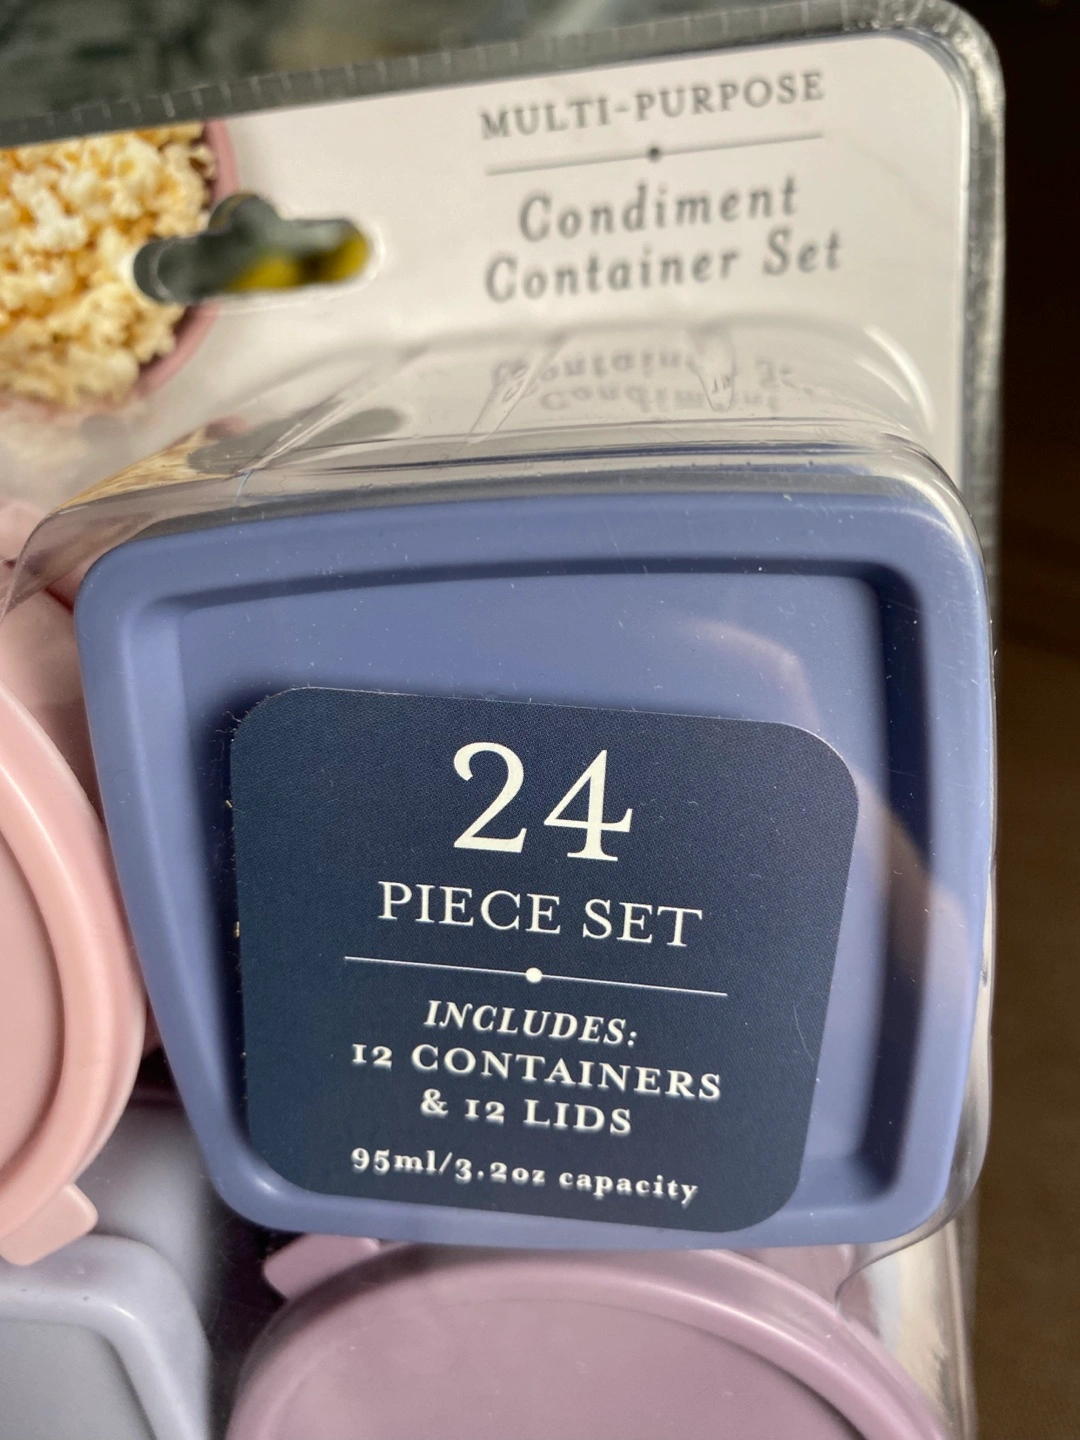 MULTI-PURPOSE
Condiment
Container Set
24
PIECE SET
INCLUDES:
12 CONTAINERS
& 12 LIDS
95ml/3.2oz capacity